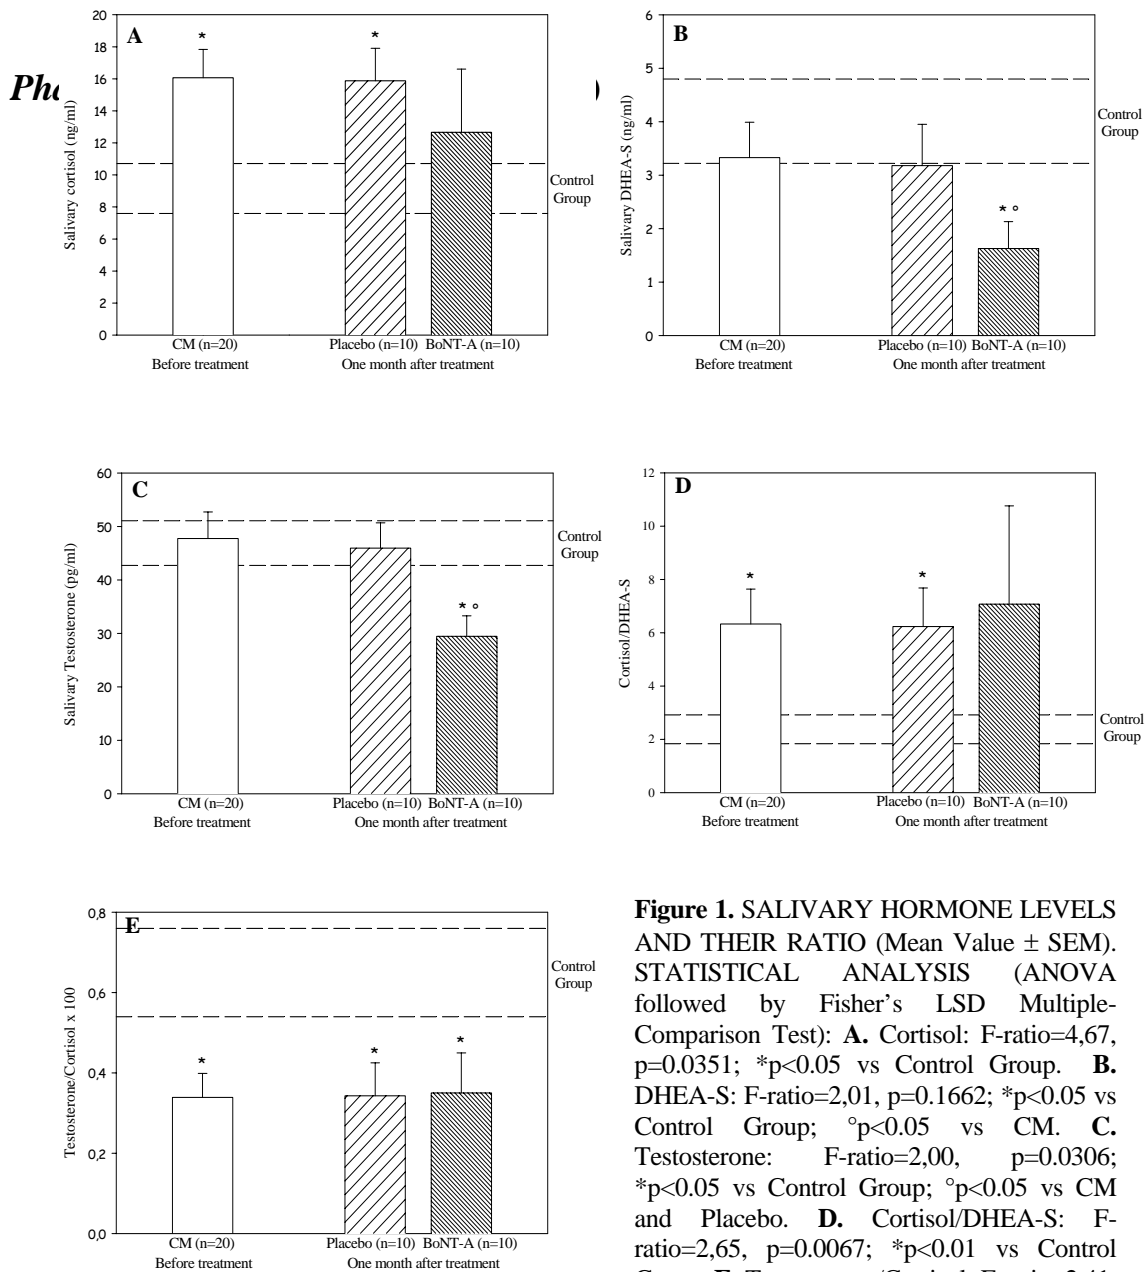 A
20
18
16
14
12
10
8
6
4
2
0
Salivary cortisol (ng/ml)
*
*
Control
Group
CM (n=20)
Placebo (n=10) BoNT-A (n=10)
Before treatment
One month after treatment
B
6
5
4
3
2
1
0
Salivary DHEA-S (ng/ml)
* °
Control
Group
CM (n=20)
Placebo (n=10) BoNT-A (n=10)
Before treatment
One month after treatment
C
60
50
40
30
20
10
0
Salivary Testosterone (pg/ml)
* °
Control
Group
CM (n=20)
Placebo (n=10) BoNT-A (n=10)
Before treatment
One month after treatment
D
12
10
8
6
4
2
0
Cortisol/DHEA-S
*
*
Control
Group
CM (n=20)
Placebo (n=10) BoNT-A (n=10)
Before treatment
One month after treatment
E
0,8
0,6
0,4
0,2
0,0
Testosterone/Cortisol x 100
*
*
*
Control
Group
CM (n=20)
Placebo (n=10) BoNT-A (n=10)
Before treatment
One month after treatment
Figure 1. SALIVARY HORMONE LEVELS
AND THEIR RATIO (Mean Value ± SEM).
STATISTICAL ANALYSIS (ANOVA
followed by Fisher's LSD Multiple-
Comparison Test): A. Cortisol: F-ratio=4,67,
p=0.0351; *p<0.05 vs Control Group. B.
DHEA-S: F-ratio=2,01, p=0.1662; *p<0.05 vs
Control Group; °p<0.05 vs CM. C.
Testosterone: F-ratio=2,00, p=0.0306;
*p<0.05 vs Control Group; °p<0.05 vs CM
and Placebo. D. Cortisol/DHEA-S: F-
ratio=2,65, p=0.0067; *p<0.01 vs Control